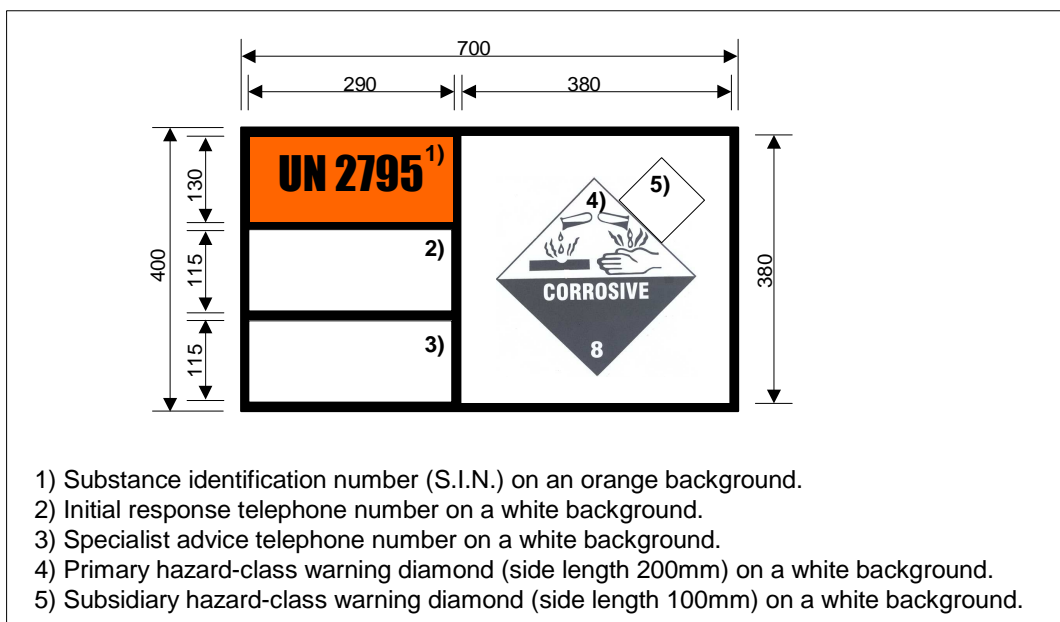 700
290 380
UN 2795 1)
130
2)
115
3)
115
400
4)
5)
CORROSIVE
8
380
1) Substance identification number (S.I.N.) on an orange background.
2) Initial response telephone number on a white background.
3) Specialist advice telephone number on a white background.
4) Primary hazard-class warning diamond (side length 200mm) on a white background.
5) Subsidiary hazard-class warning diamond (side length 100mm) on a white background.